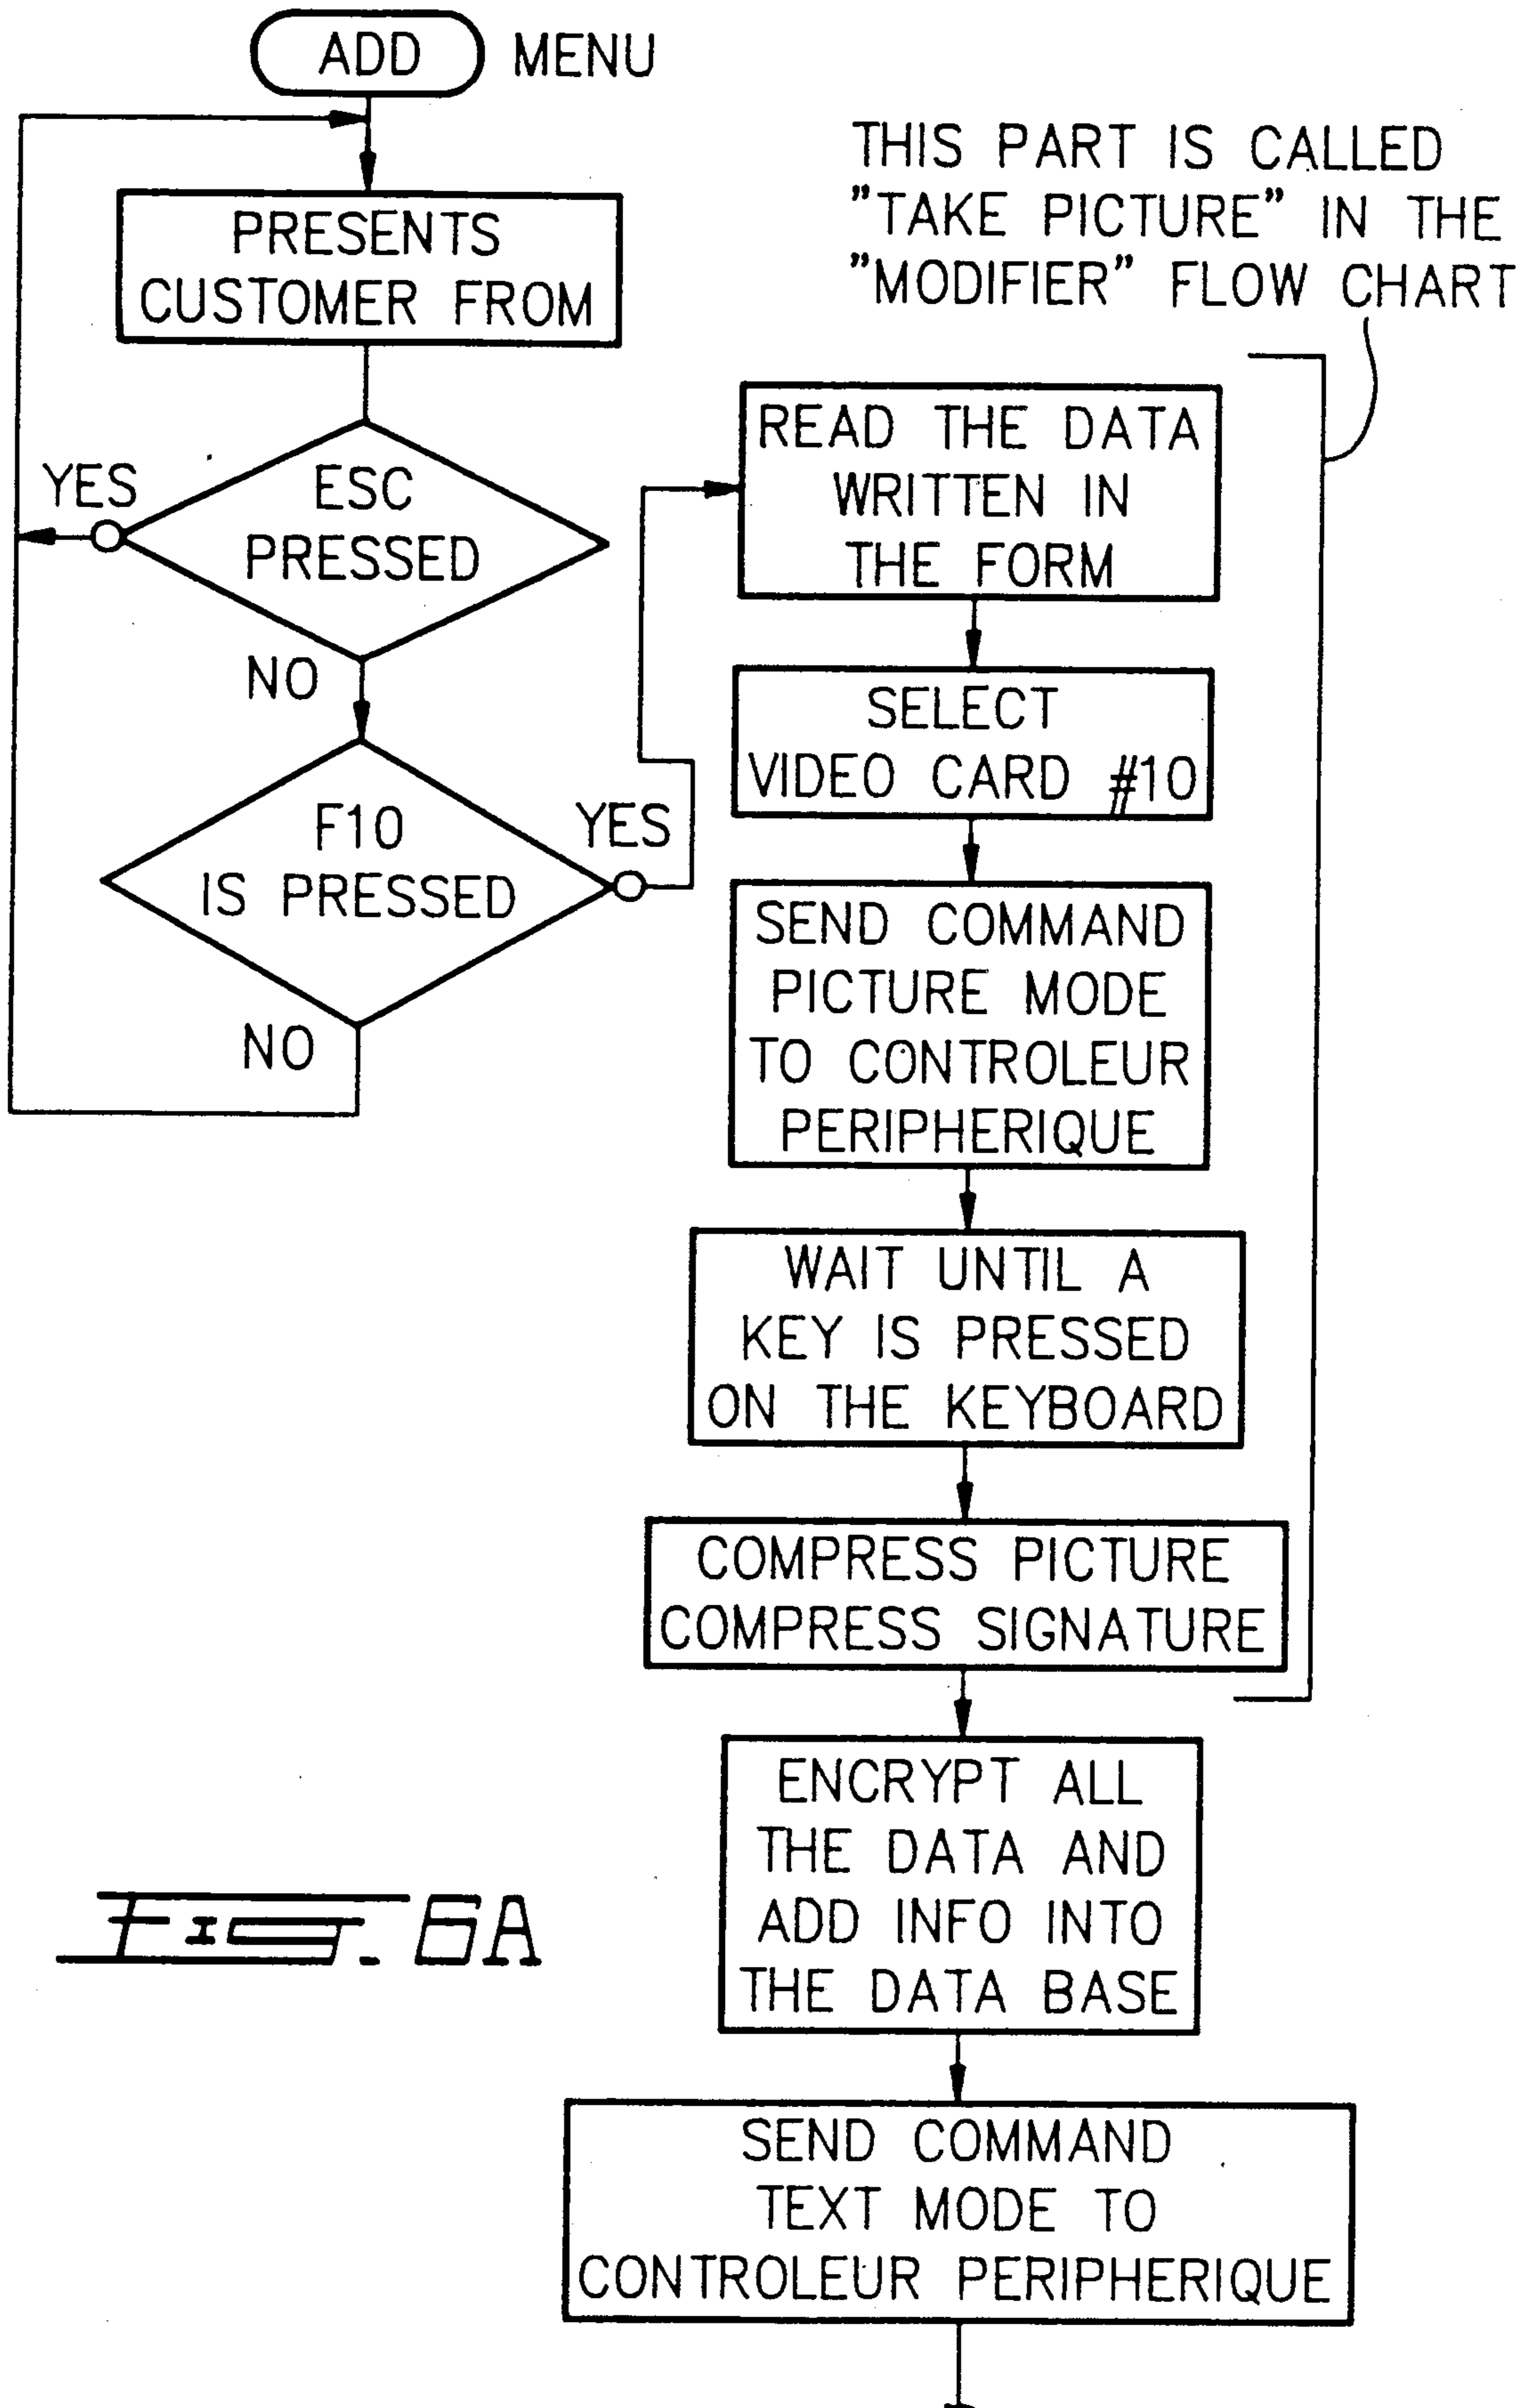 ADD MENU
PRESENTS
CUSTOMER FROM
YES
ESC
PRESSED
NO
F10
IS PRESSED
YES
NO
THIS PART IS CALLED
"TAKE PICTURE" IN THE
"MODIFIER" FLOW CHART
READ THE DATA
WRITTEN IN
THE FORM
SELECT
VIDEO CARD #10
SEND COMMAND
PICTURE MODE
TO CONTROLEUR
PERIPHERIQUE
WAIT UNTIL A
KEY IS PRESSED
ON THE KEYBOARD
COMPRESS PICTURE
COMPRESS SIGNATURE
ENCRYPT ALL
THE DATA AND
ADD INFO INTO
THE DATA BASE
SEND COMMAND
TEXT MODE TO
CONTROLEUR PERIPHERIQUE
Fig. 6A